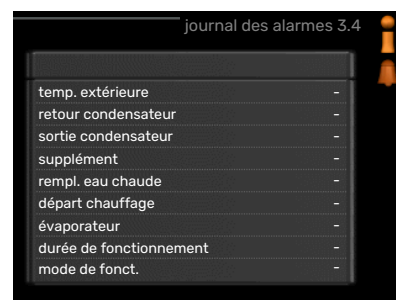 journal des alarmes 3.4
temp. extérieure -
retour condensateur -
sortie condensateur -
supplément -
rempl. eau chaude -
départ chauffage -
évaporateur -
durée de fonctionnement -
mode de fonct. -